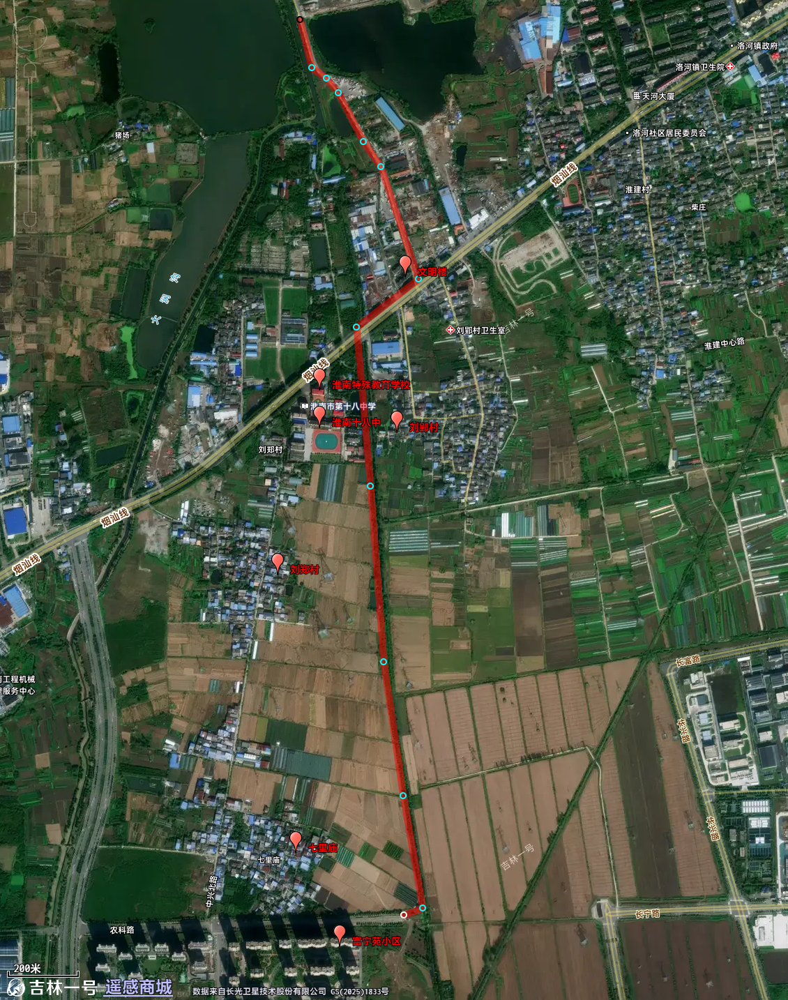 洛河镇政府
洛河镇卫生院
天河大厦
洛河社区居民委员会
猪场
烟汕线
淮建村
柴庄
大涧沟
文明楼
刘郢村卫生室
吉林一号
淮建中心路
烟汕线
淮南特殊教育学校
淮南市第十八中学
淮南十八中
刘郢村
刘郑村
烟汕线
烟汕线
刘郑村
长富路
工程机械
服务中心
七里庙
七里庙
吉林一号
中兴北路
长宁路
农科路
富宁苑小区
200米
吉林一号 遥感商城
数据来自长光卫星技术股份有限公司 GS(2025)1833号